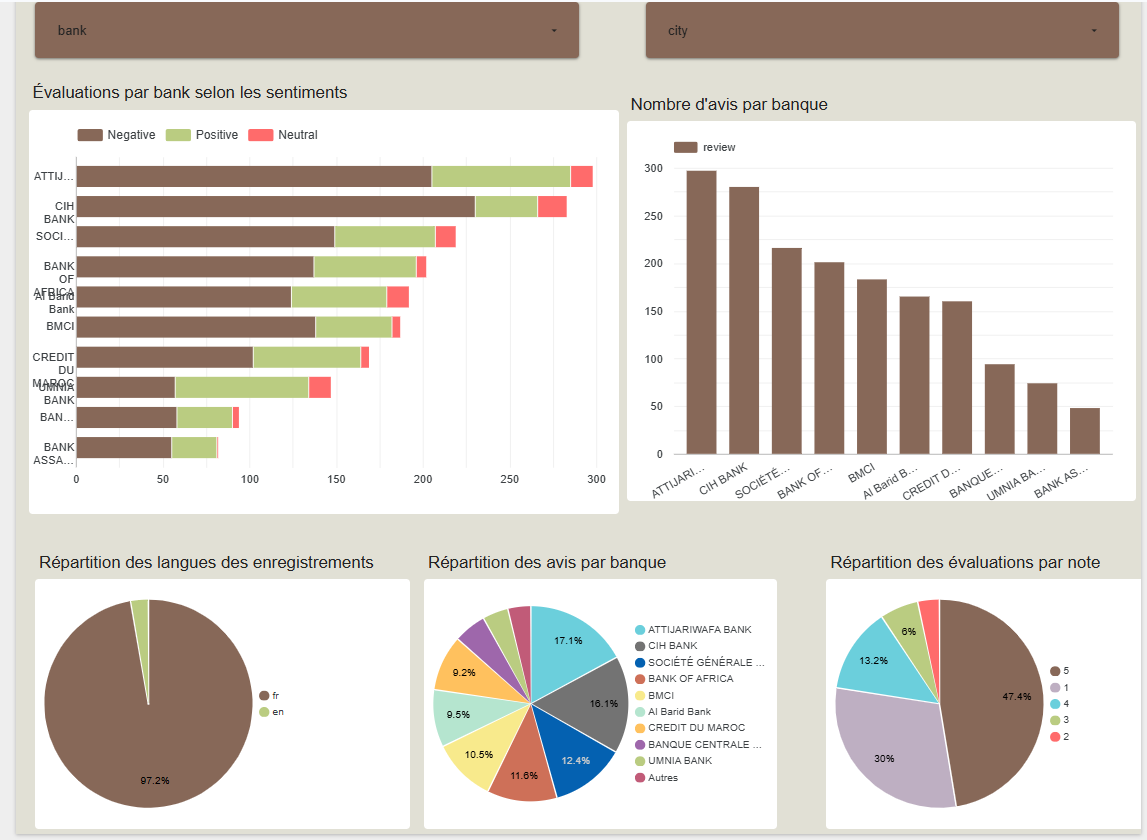 bank
city
Évaluations par bank selon les sentiments
Nombre d'avis par banque
Negative Positive Neutral
ATTIJ...
CIH
BANK
SOCI...
BANK
OF
AFRICA
Al Barid
Bank
BMCI
CREDIT
DU
MAROC
UMNIA
BANK
BAN...
BANK
ASSA...
0 50 100 150 200 250 300
review
300
250
200
150
100
50
0
ATTIJARI...
CIH BANK
SOCIÉTÉ...
BANK OF...
BMCI
Al Barid B...
CREDIT D...
BANQUE...
UMNIA BA...
BANK AS...
Répartition des langues des enregistrements
97.2%
fr
en
Répartition des avis par banque
17.1%
16.1%
12.4%
11.6%
10.5%
9.5%
9.2%
ATTIJARIWAFA BANK
CIH BANK
SOCIÉTÉ GÉNÉRALE ...
BANK OF AFRICA
BMCI
Al Barid Bank
CREDIT DU MAROC
BANQUE CENTRALE ...
UMNIA BANK
Autres
Répartition des évaluations par note
47.4%
30%
13.2%
6%
5
1
4
3
2